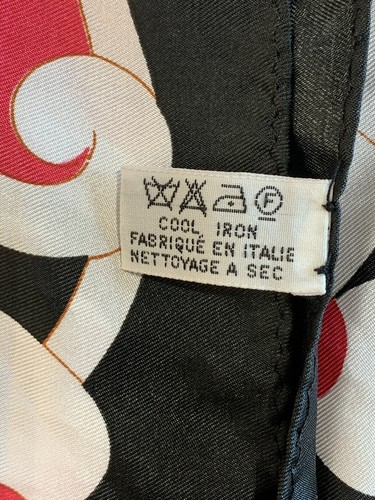 F
COOL IRON
FABRIQUÉ EN ITALIE
NETTOYAGE A SEC